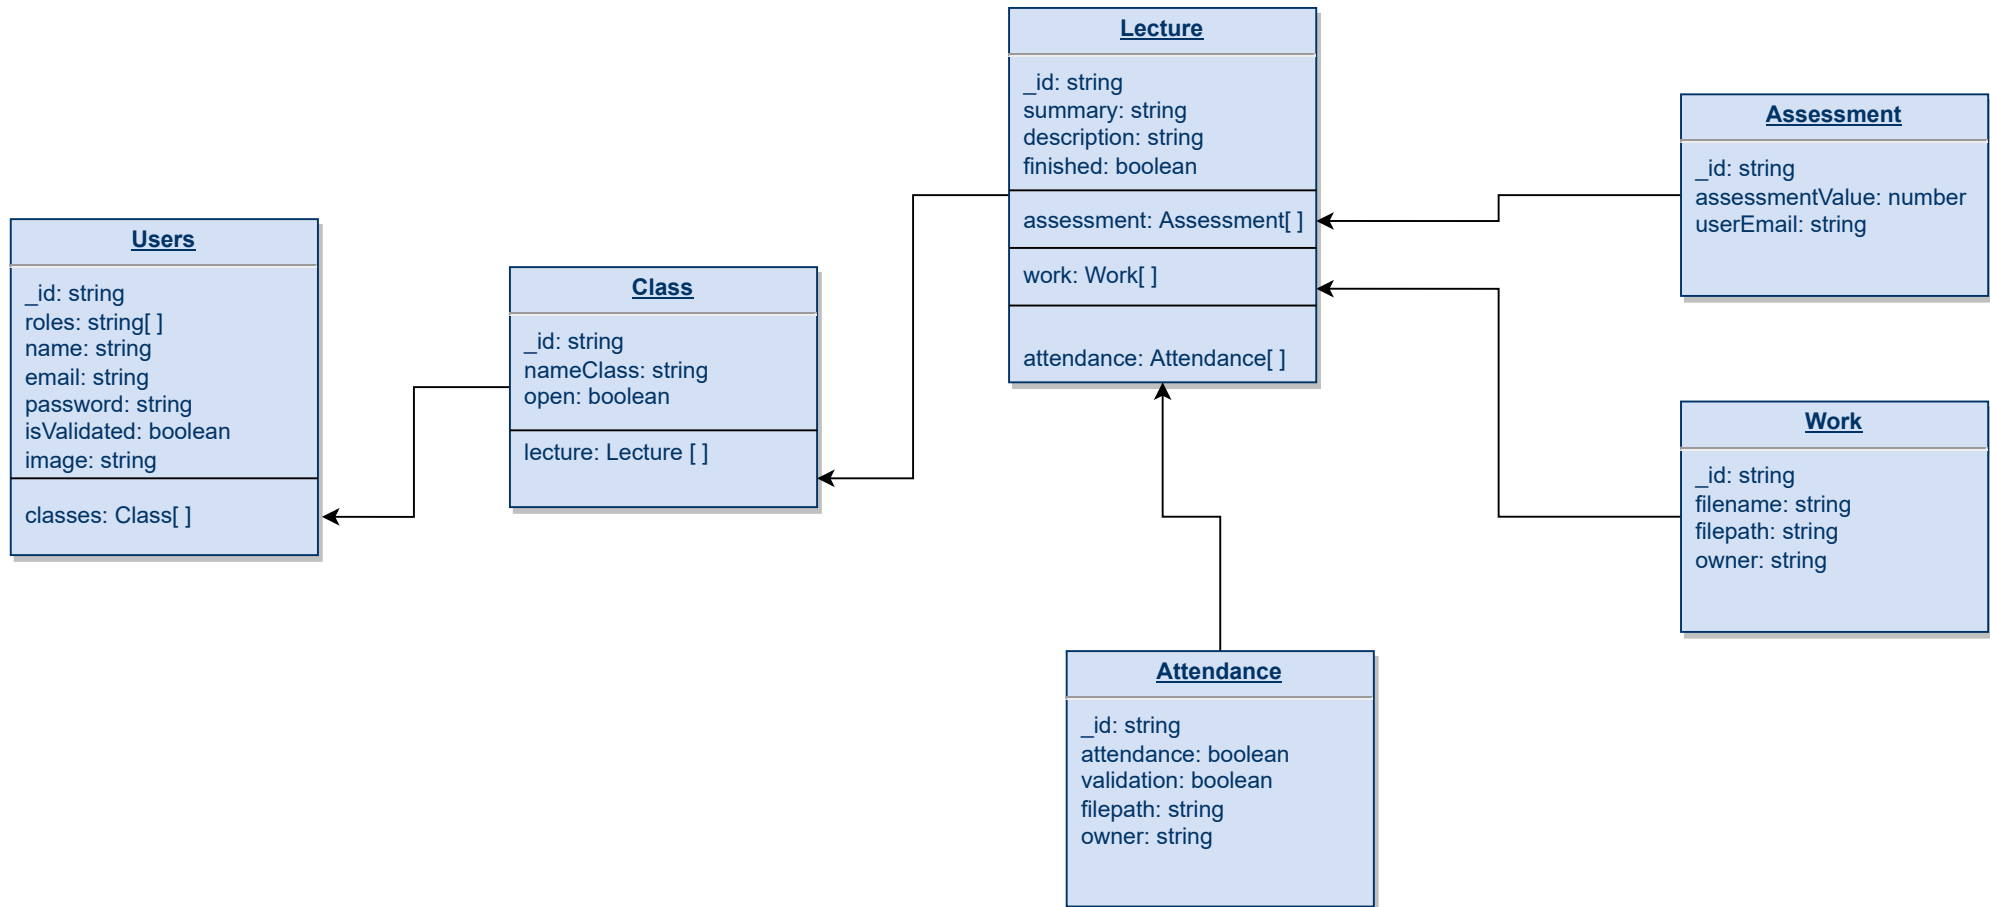 Users
_id: string
roles: string[ ]
name: string
email: string
password: string
isValidated: boolean
image: string
classes: Class[ ]
Class
_id: string
nameClass: string
open: boolean
lecture: Lecture [ ]
Lecture
_id: string
summary: string
description: string
finished: boolean
assessment: Assessment[ ]
work: Work[ ]
attendance: Attendance[ ]
Assessment
_id: string
assessmentValue: number
userEmail: string
Work
_id: string
filename: string
filepath: string
owner: string
Attendance
_id: string
attendance: boolean
validation: boolean
filepath: string
owner: string